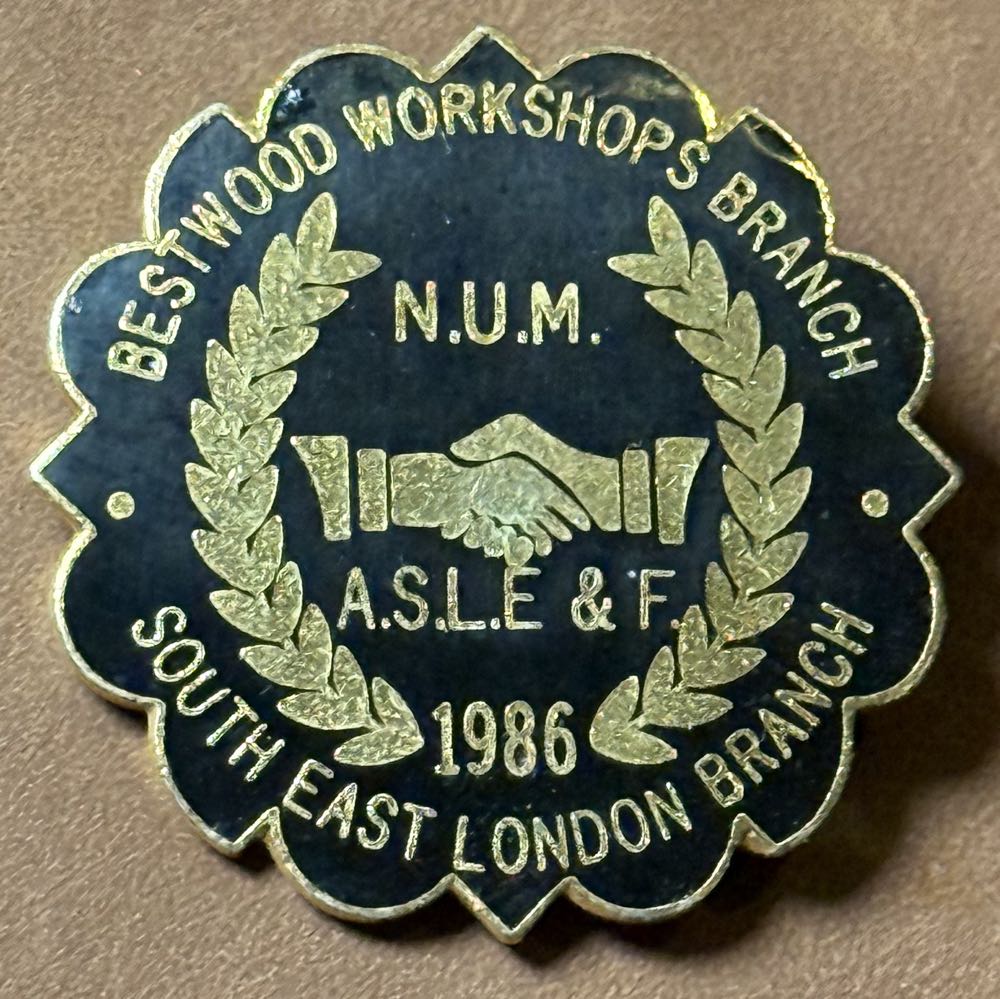 BESTWOOD WORKSHOPS BRANCH
N.U.M.
A.S.L.E & F.
1986
SOUTH EAST LONDON BRANCH